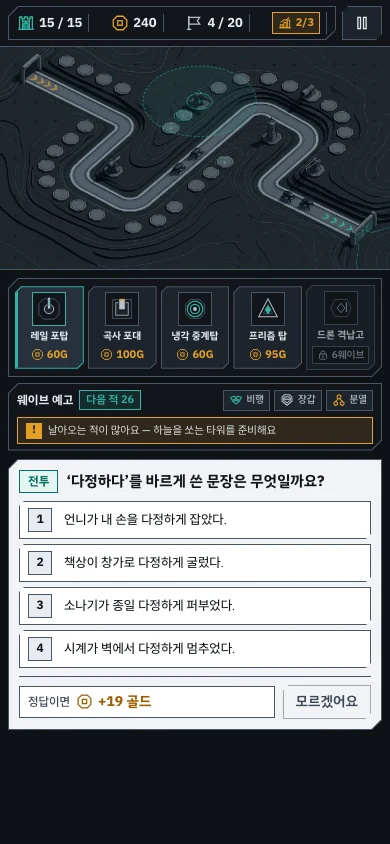 15 / 15
240
4 / 20
2/3
레일 포탑
60G
곡사 포대
100G
냉각 중계탑
60G
프리즘 탑
95G
드론 격납고
6웨이브
웨이브 예고
다음 적 26
비행
장갑
분열
! 날아오는 적이 많아요 — 하늘을 쏘는 타워를 준비해요
전투 '다정하다'를 바르게 쓴 문장은 무엇일까요?
1 언니가 내 손을 다정하게 잡았다.
2 책상이 창가로 다정하게 굴렀다.
3 소나기가 종일 다정하게 퍼부었다.
4 시계가 벽에서 다정하게 멈추었다.
정답이면 +19 골드
모르겠어요